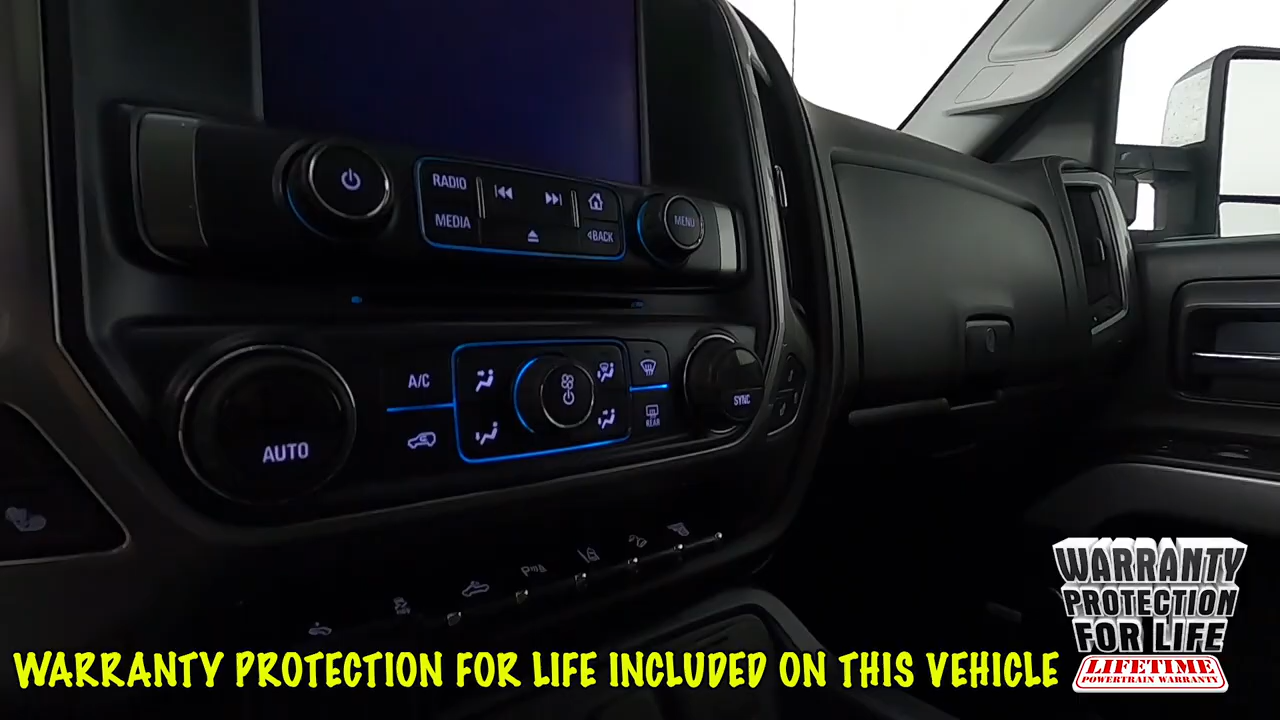 RADIO
MEDIA
BACK
MENU
A/C
AUTO
REAR
SYNC
WARRANTY PROTECTION FOR LIFE INCLUDED ON THIS VEHICLE
WARRANTY
PROTECTION
FOR LIFE
LIFETIME
POWERTRAIN WARRANTY